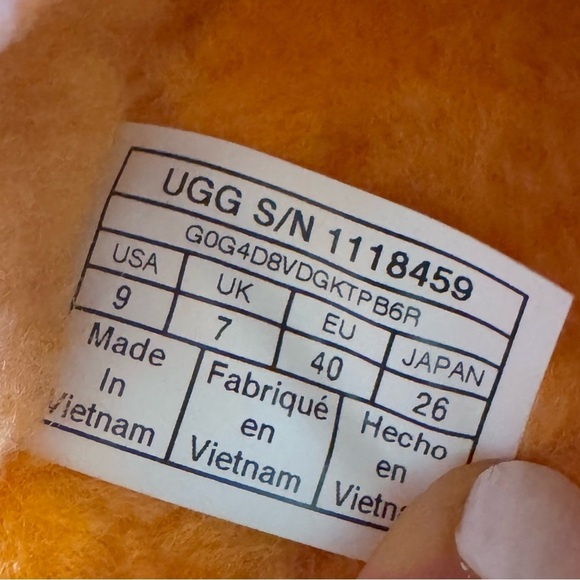 UGG S/N 1118459
G0G4D8VDGKTPB6R
USA UK EU JAPAN
9 7 40 26
Made
In
Vietnam
Fabriqué
en
Vietnam
Hecho
en